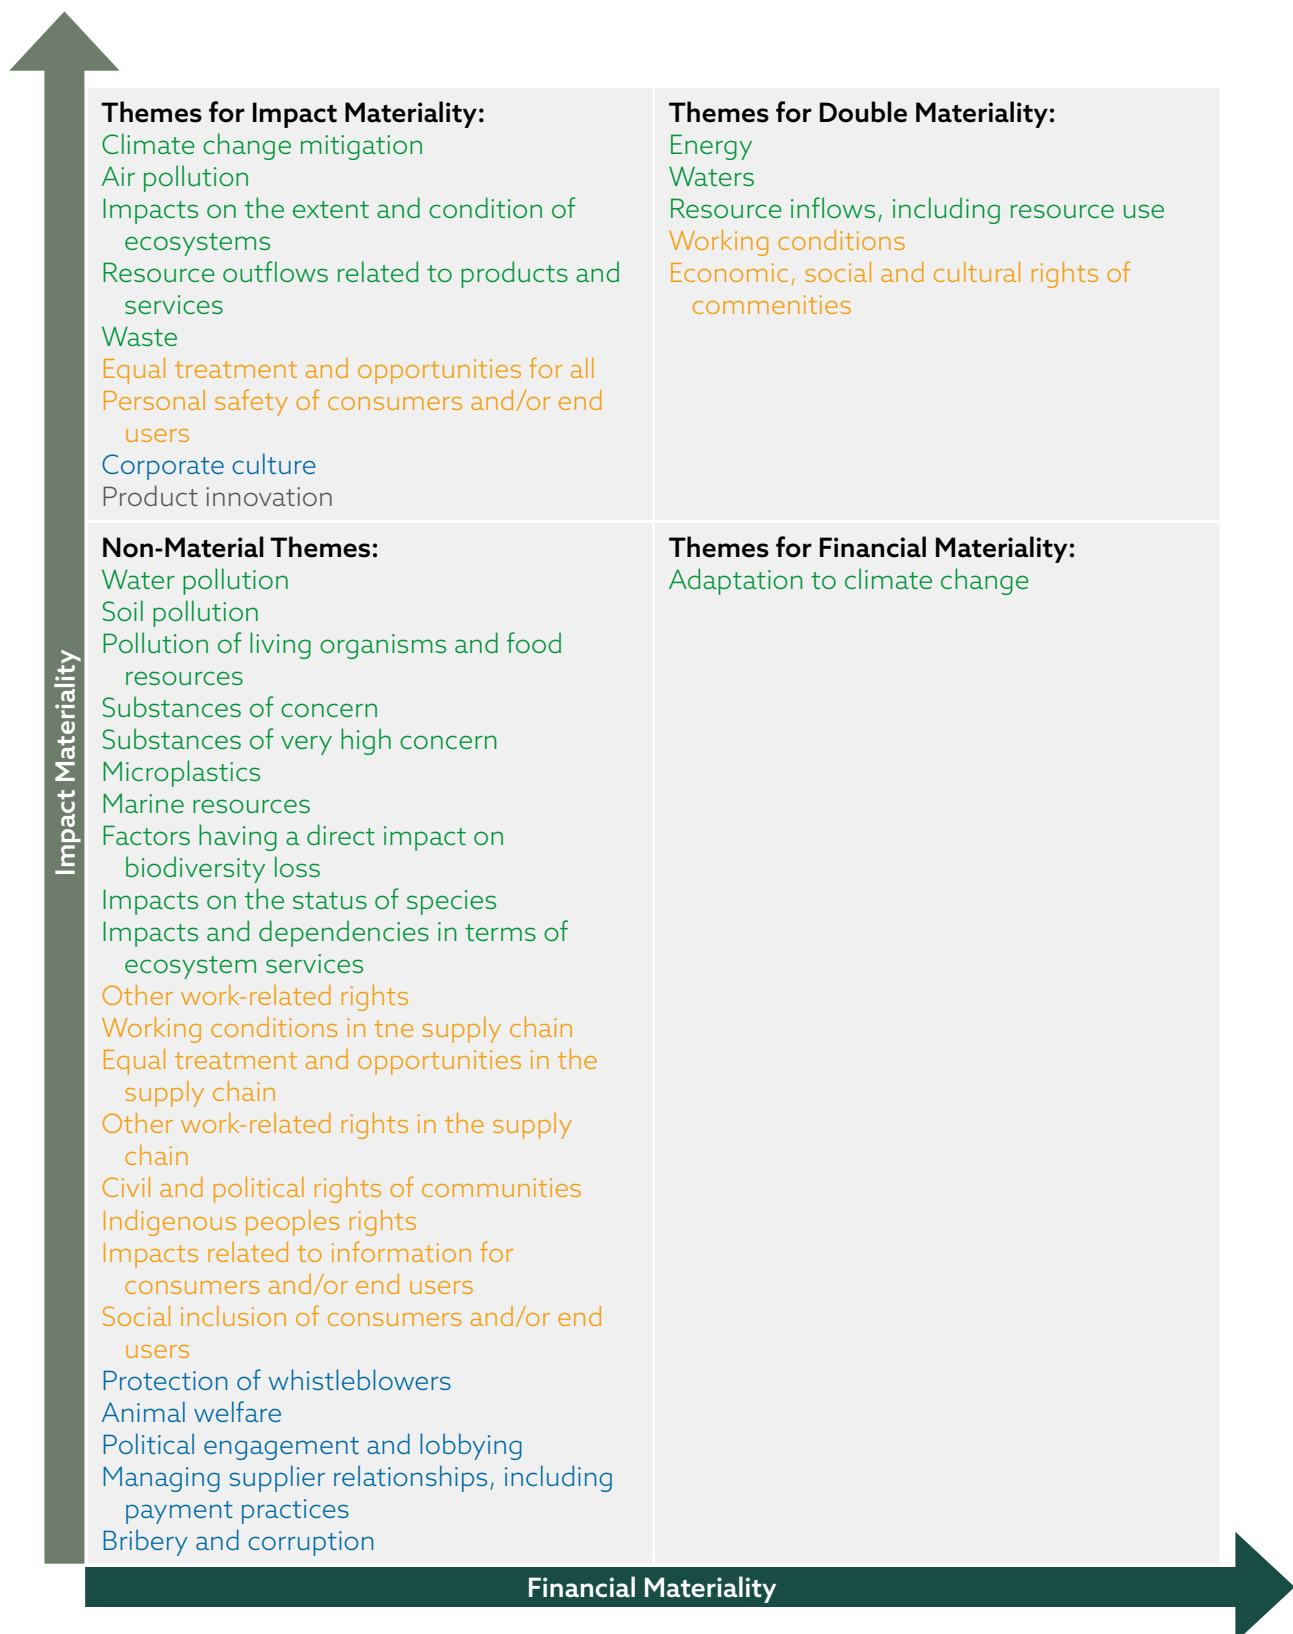 Themes for Impact Materiality:
Climate change mitigation
Air pollution
Impacts on the extent and condition of
ecosystems
Resource outflows related to products and
services
Waste
Equal treatment and opportunities for all
Personal safety of consumers and/or end
users
Corporate culture
Product innovation
Themes for Double Materiality:
Energy
Waters
Resource inflows, including resource use
Working conditions
Economic, social and cultural rights of
commenities
Non-Material Themes:
Water pollution
Soil pollution
Pollution of living organisms and food
resources
Substances of concern
Substances of very high concern
Microplastics
Marine resources
Factors having a direct impact on
biodiversity loss
Impacts on the status of species
Impacts and dependencies in terms of
ecosystem services
Other work-related rights
Working conditions in tne supply chain
Equal treatment and opportunities in the
supply chain
Other work-related rights in the supply
chain
Civil and political rights of communities
Indigenous peoples rights
Impacts related to information for
consumers and/or end users
Social inclusion of consumers and/or end
users
Protection of whistleblowers
Animal welfare
Political engagement and lobbying
Managing supplier relationships, including
payment practices
Bribery and corruption
Themes for Financial Materiality:
Adaptation to climate change
Impact Materiality
Financial Materiality